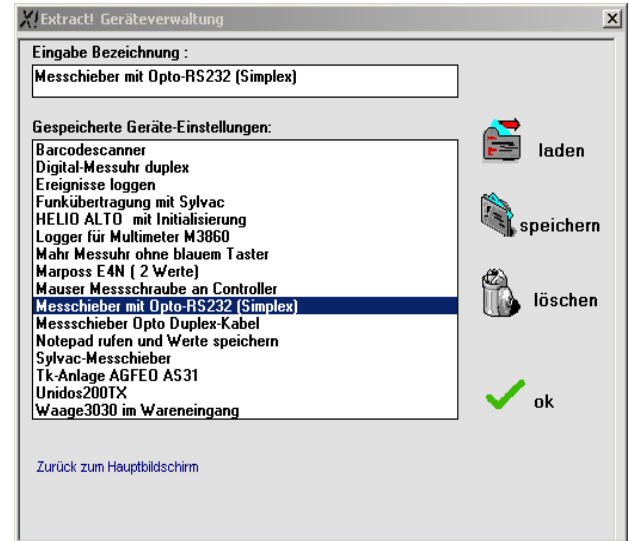 X!Extract! Geräteverwaltung
Eingabe Bezeichnung :
Messchieber mit Opto-RS232 (Simplex)
Gespeicherte Geräte-Einstellungen:
Barcodescanner
Digital-Messuhr duplex
Ereignisse loggen
Funkübertragung mit Sylvac
HELIO ALTO  mit Initialisierung
Logger für Multimeter M3860
Mahr Messuhr ohne blauem Taster
Marposs E4N ( 2 Werte)
Mauser Messschraube an Controller
Messchieber mit Opto-RS232 (Simplex)
Messschieber Opto Duplex-Kabel
Notepad rufen und Werte speichern
Sylvac-Messchieber
Tk-Anlage AGFEO AS31
Unidos200TX
Waage3030 im Wareneingang
laden
speichern
löschen
ok
Zurück zum Hauptbildschirm